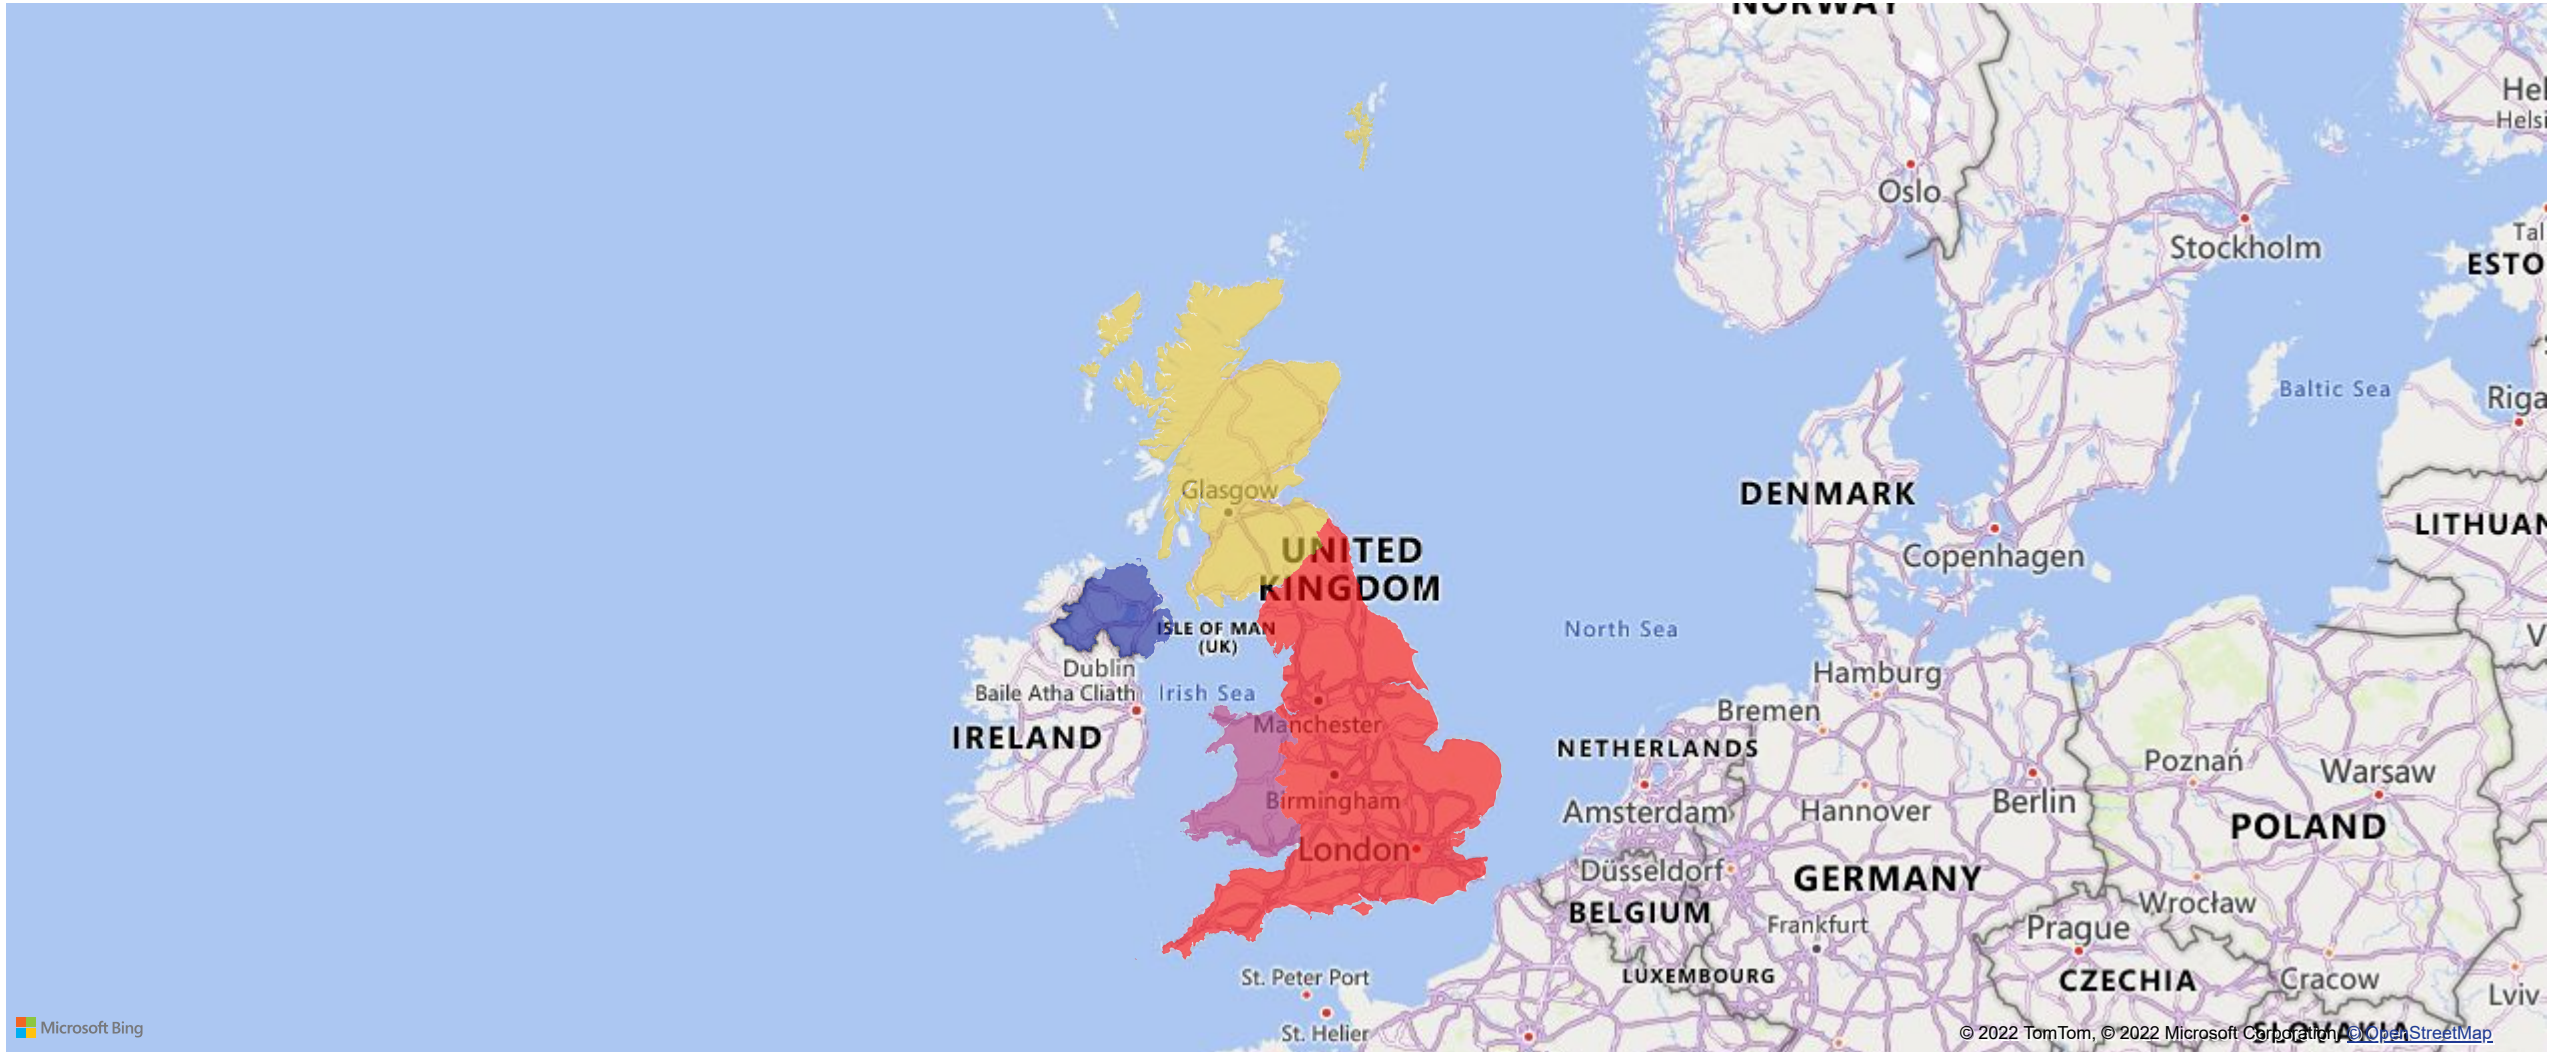 NORWAY
Hel
Helsi
Oslo
Tal
Stockholm
ESTO
Baltic Sea
Riga
Glasgow
DENMARK
LITHUAN
UNITED
KINGDOM
Copenhagen
ISLE OF MAN
(UK)
North Sea
V
Dublin
Baile Atha Cliath
Irish Sea
Hamburg
Bremen
Manchester
IRELAND
NETHERLANDS
Poznań
Warsaw
Birmingham
Amsterdam
Hannover
Berlin
POLAND
London
Düsseldorf
GERMANY
BELGIUM
Wrocław
Frankfurt
Prague
St. Peter Port
LUXEMBOURG
CZECHIA
Cracow
Lviv
St. Helier
SLOVAKIA
Microsoft Bing
© 2022 TomTom, © 2022 Microsoft Corporation, © OpenStreetMap